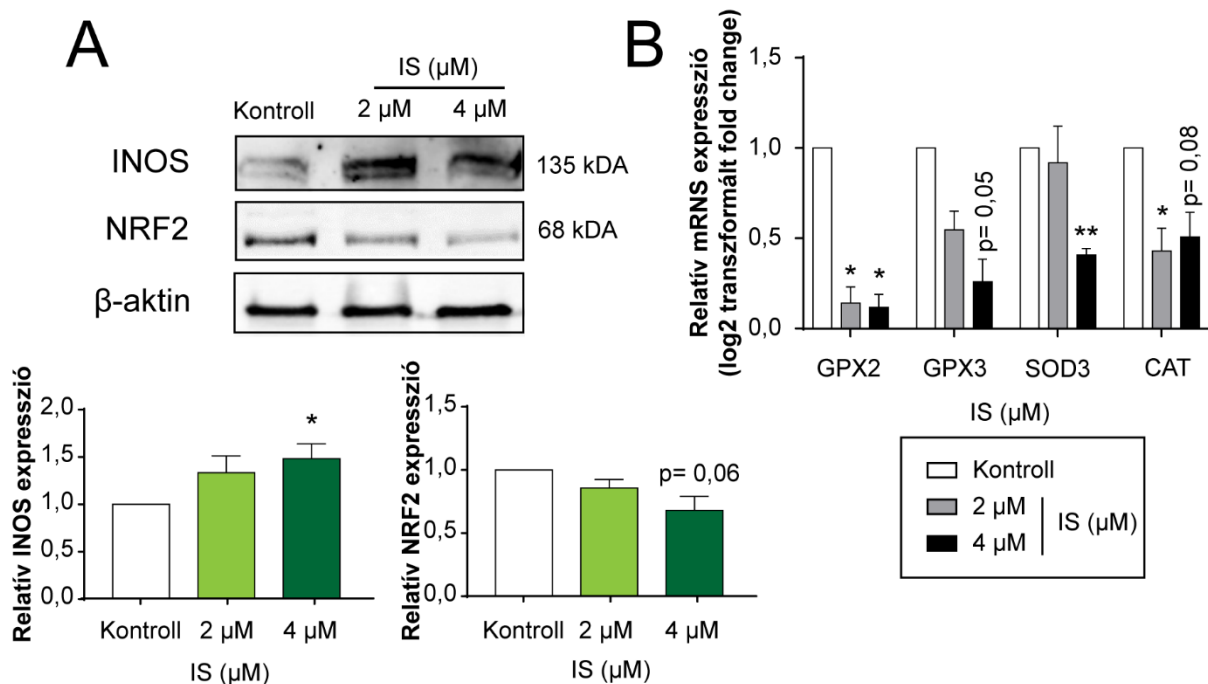 A
IS (µM)
Kontroll 2 µM 4 µM
INOS 135 kDA
NRF2 68 kDA
β-aktin
Relatív INOS expresszió
2,0
1,5
1,0
0,5
0,0
*
Kontroll 2 µM 4 µM
IS (µM)
Relatív NRF2 expresszió
1,5
1,0
0,5
0,0
p= 0,06
Kontroll 2 µM 4 µM
IS (µM)
B
Relatív mRNS expresszió
(log2 transzformált fold change)
1,5
1,0
0,5
0,0
* *
p= 0,05
**
*
p= 0,08
GPX2 GPX3 SOD3 CAT
IS (µM)
Kontroll
2 µM
4 µM
IS (µM)